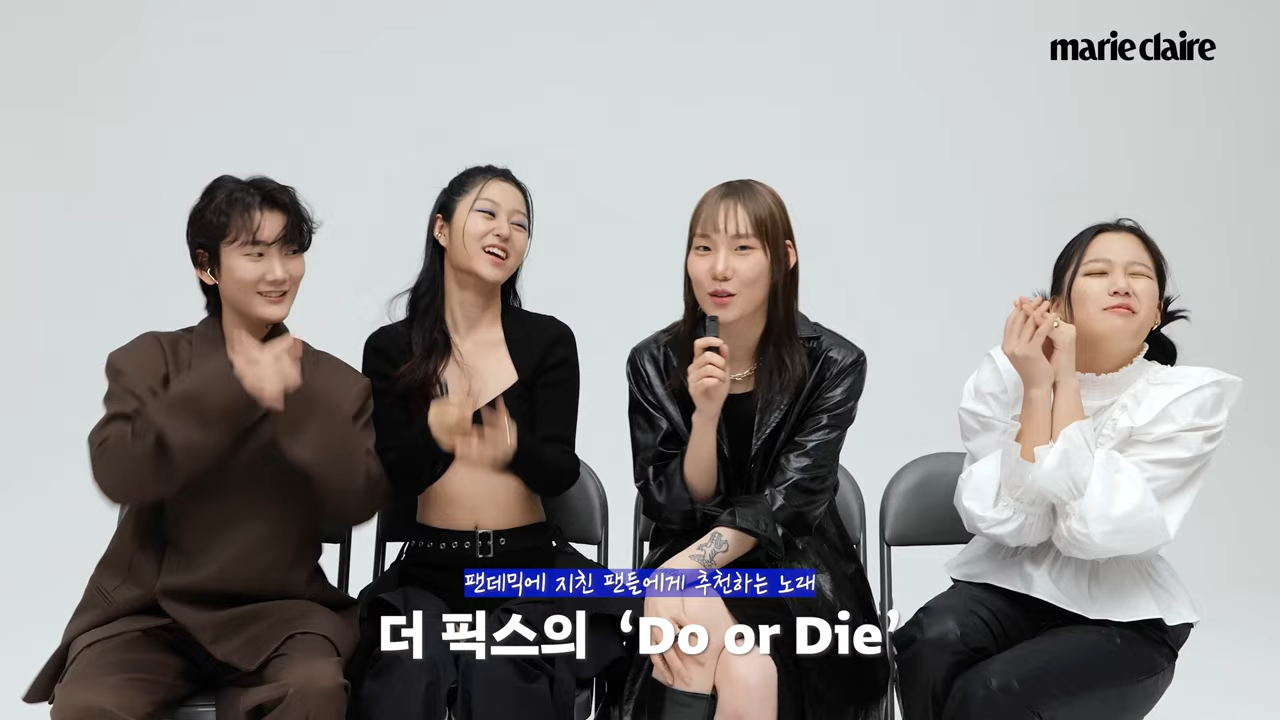 marie claire
팬데믹에 지친 팬들에게 추천하는 노래
더 픽스의 ‘Do or Die’